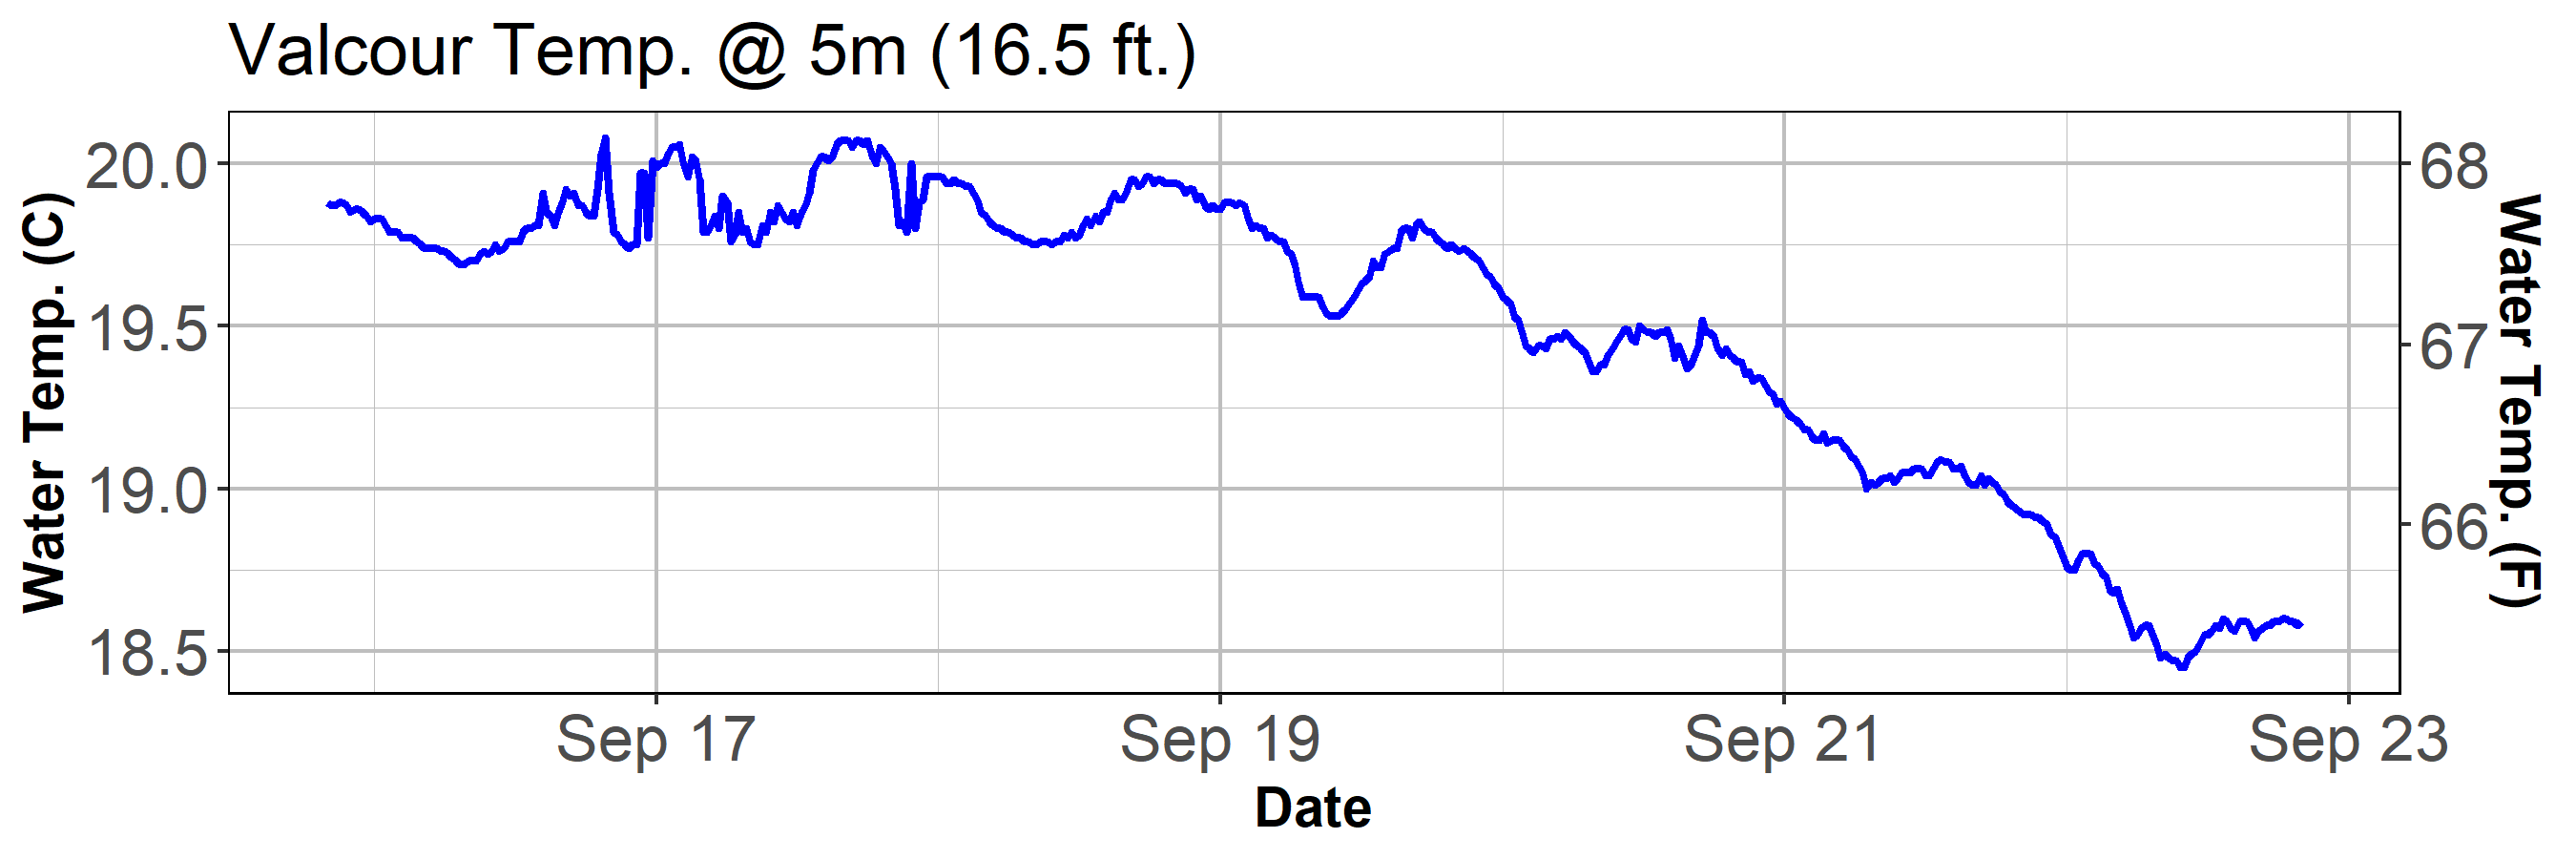 Valcour Temp. @ 5m (16.5 ft.)
Water Temp. (C)
20.0
19.5
19.0
18.5
68
67
66
Water Temp. (F)
Sep 17
Sep 19
Sep 21
Sep 23
Date